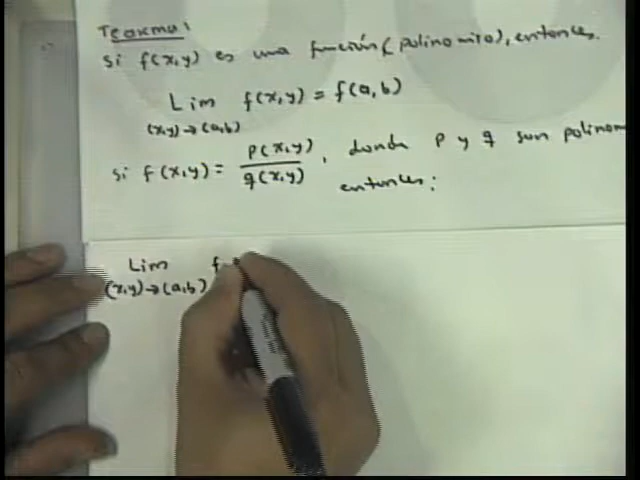 Teorema:
Si f(x,y) es una función (polinomio), entonces.
Lim f(x,y) = f(a,b)
(x,y)→(a,b)
si f(x,y) = p(x,y) / q(x,y), donde p y q son polinom
entonces:
Lim f
(x,y)→(a,b)